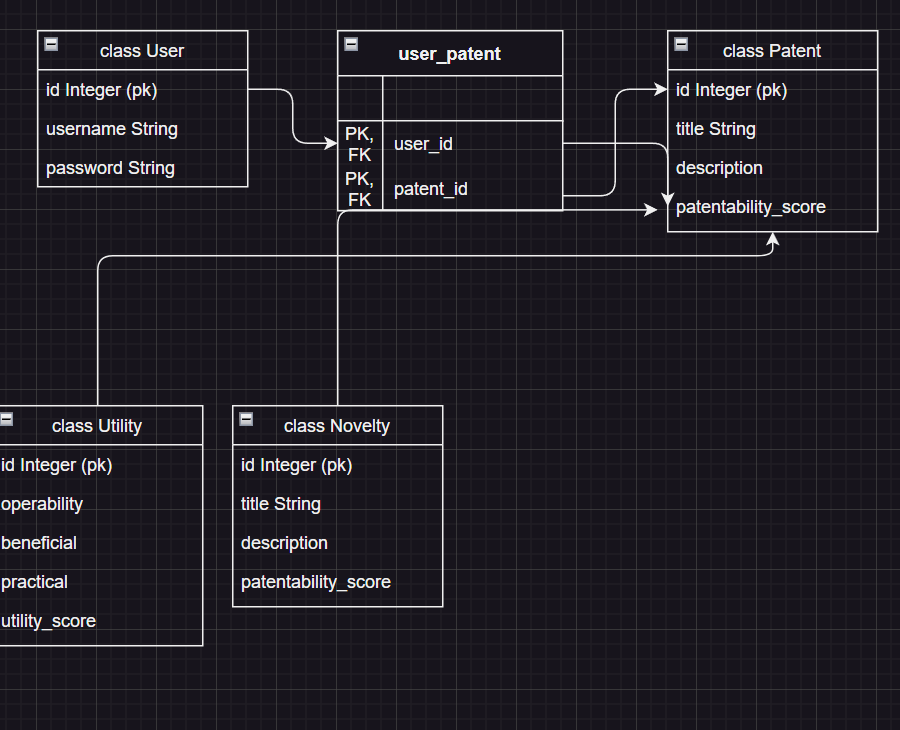 class User
id Integer (pk)
username String
password String
user_patent
PK, FK user_id
PK, FK patent_id
class Patent
id Integer (pk)
title String
description
patentability_score
class Utility
id Integer (pk)
operability
beneficial
practical
utility_score
class Novelty
id Integer (pk)
title String
description
patentability_score